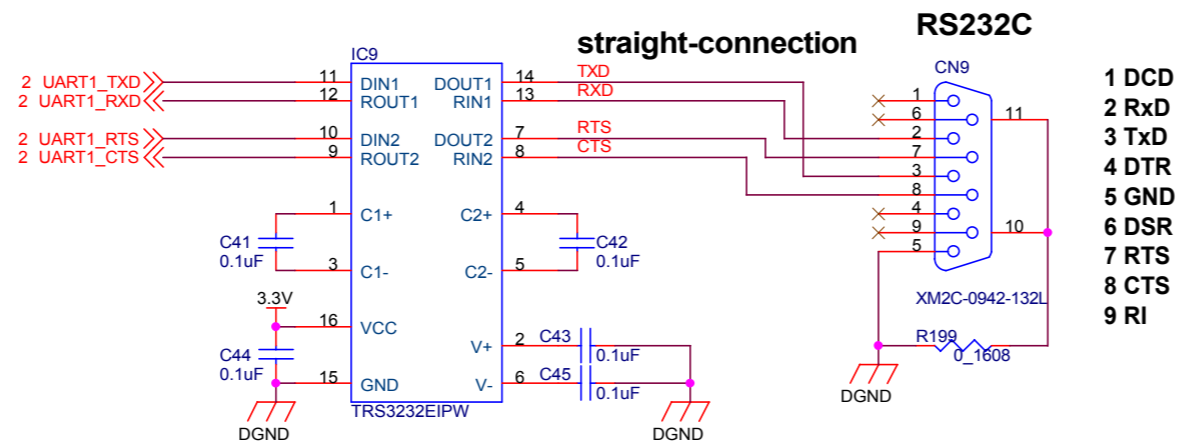 RS232C
straight-connection
IC9
CN9
2 UART1_TXD 11 DIN1 DOUT1 14 TXD
2 UART1_RXD 12 ROUT1 RIN1 13 RXD
2 UART1_RTS 10 DIN2 DOUT2 7 RTS
2 UART1_CTS 9 ROUT2 RIN2 8 CTS
1 C1+ C2+ 4
C41
0.1uF
C42
0.1uF
3 C1- C2- 5
3.3V
16 VCC
C44
0.1uF
15 GND
V+ 2 C43
0.1uF
V- 6 C45
0.1uF
TRS3232EIPW
DGND
DGND
1
6
2
7
3
8
4
9
5
11
10
XM2C-0942-132L
R199
0_1608
DGND
1 DCD
2 RxD
3 TxD
4 DTR
5 GND
6 DSR
7 RTS
8 CTS
9 RI